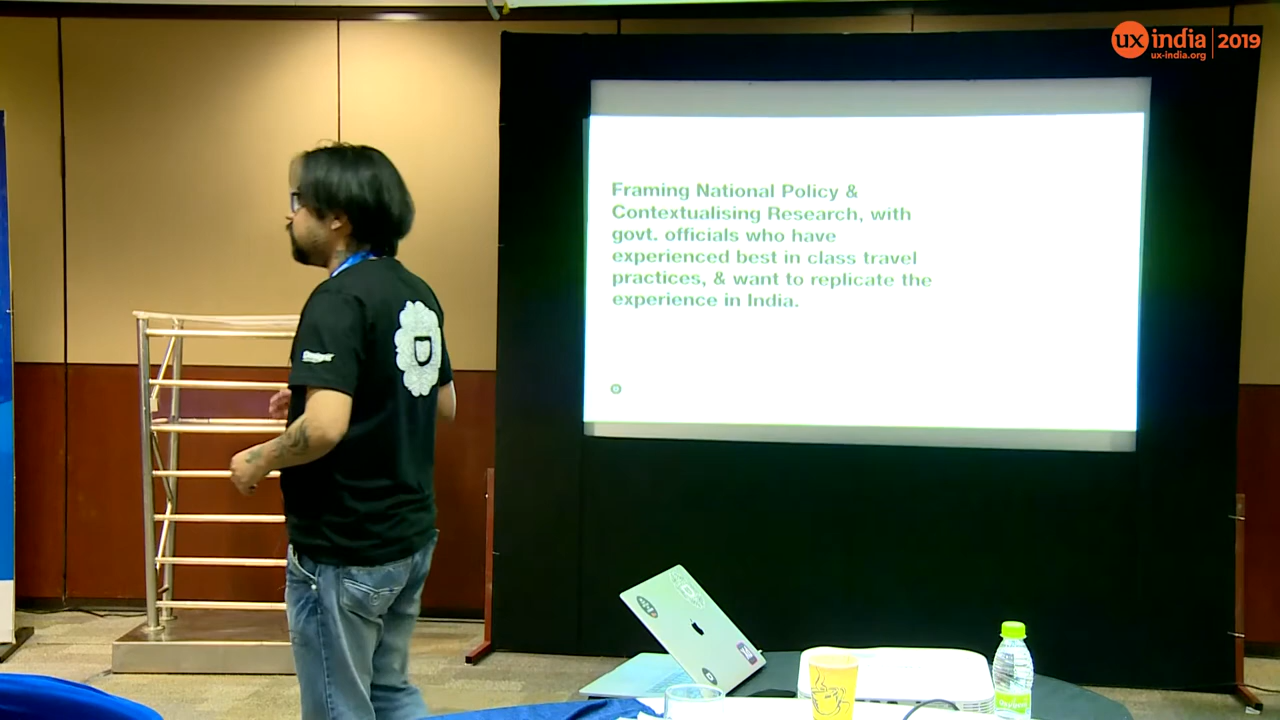 ux india 2019
ux-india.org
Framing National Policy &
Contextualising Research, with
govt. officials who have
experienced best in class travel
practices, & want to replicate the
experience in India.
D